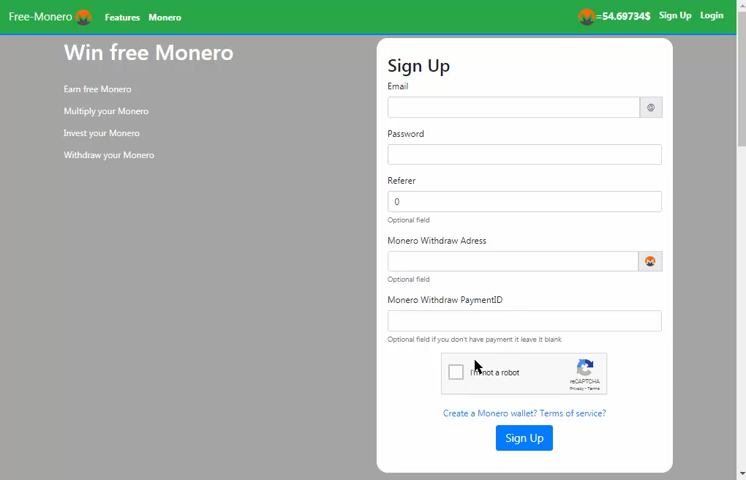 Free-Monero Features Monero =54.69734$ Sign Up Login
Win free Monero
Earn free Monero
Multiply your Monero
Invest your Monero
Withdraw your Monero
Sign Up
Email
@
Password
Referer
0
Optional field
Monero Withdraw Adress
Optional field
Monero Withdraw PaymentID
Optional field if you don't have payment it leave it blank
I'm not a robot
reCAPTCHA
Privacy - Terms
Create a Monero wallet? Terms of service?
Sign Up